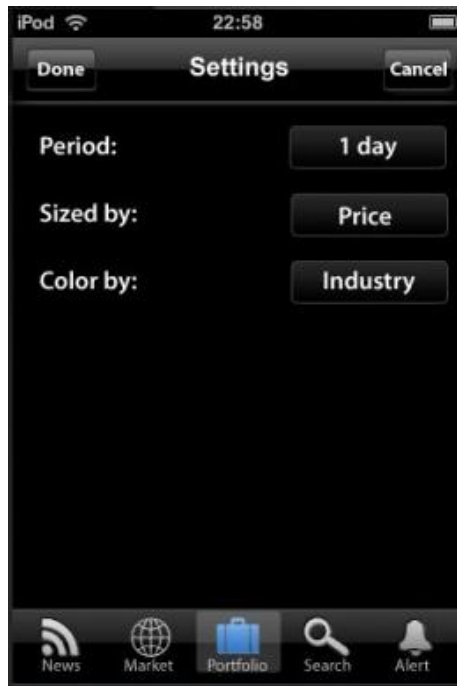 iPod 22:58
Done Settings Cancel
Period: 1 day
Sized by: Price
Color by: Industry
News Market Portfolio Search Alert